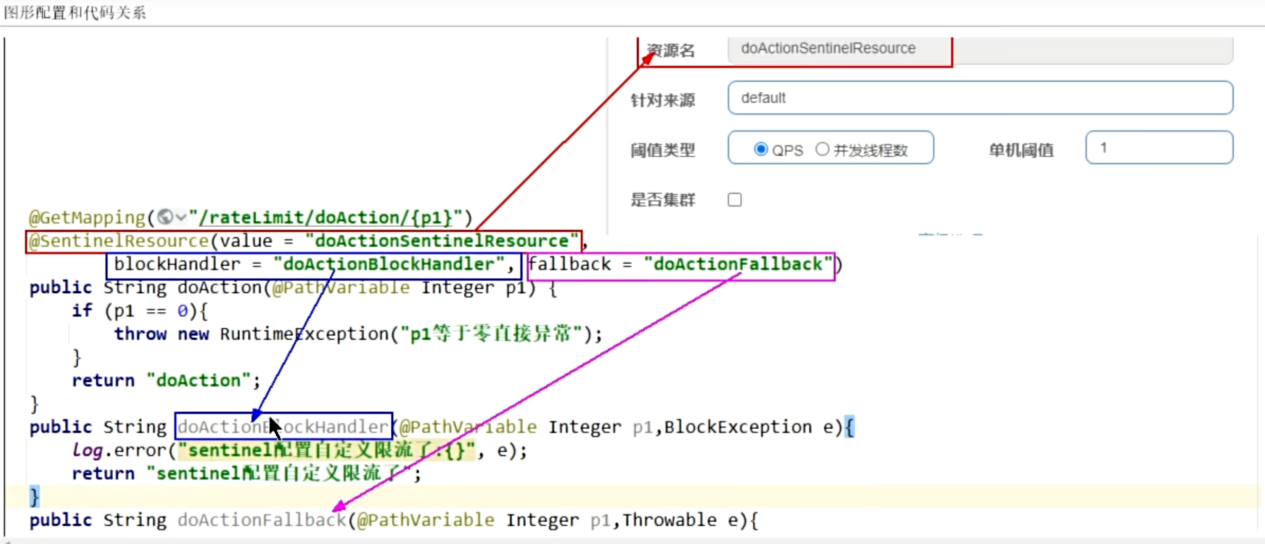 图形配置和代码关系
资源名 doActionSentinelResource
针对来源 default
阈值类型 QPS 并发线程数 单机阈值 1
是否集群
@GetMapping("/rateLimit/doAction/{p1}")
@SentinelResource(value = "doActionSentinelResource",
blockHandler = "doActionBlockHandler", fallback = "doActionFallback")
public String doAction(@PathVariable Integer p1) {
if (p1 == 0){
throw new RuntimeException("p1等于零直接异常");
}
return "doAction";
}
public String doActionBlockHandler(@PathVariable Integer p1,BlockException e){
log.error("sentinel配置自定义限流了:{}", e);
return "sentinel配置自定义限流了";
}
public String doActionFallback(@PathVariable Integer p1,Throwable e){